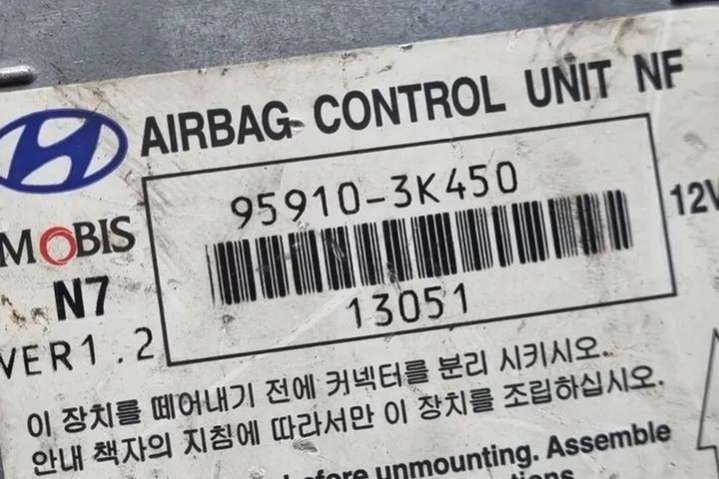 AIRBAG CONTROL UNIT NF
95910-3K450
MOBIS
12V
N7
13051
VER1.2
이 장치를 떼어내기 전에 커넥터를 분리 시키시오.
안내 책자의 지침에 따라서만 이 장치를 조립하십시오.
before unmounting. Assemble